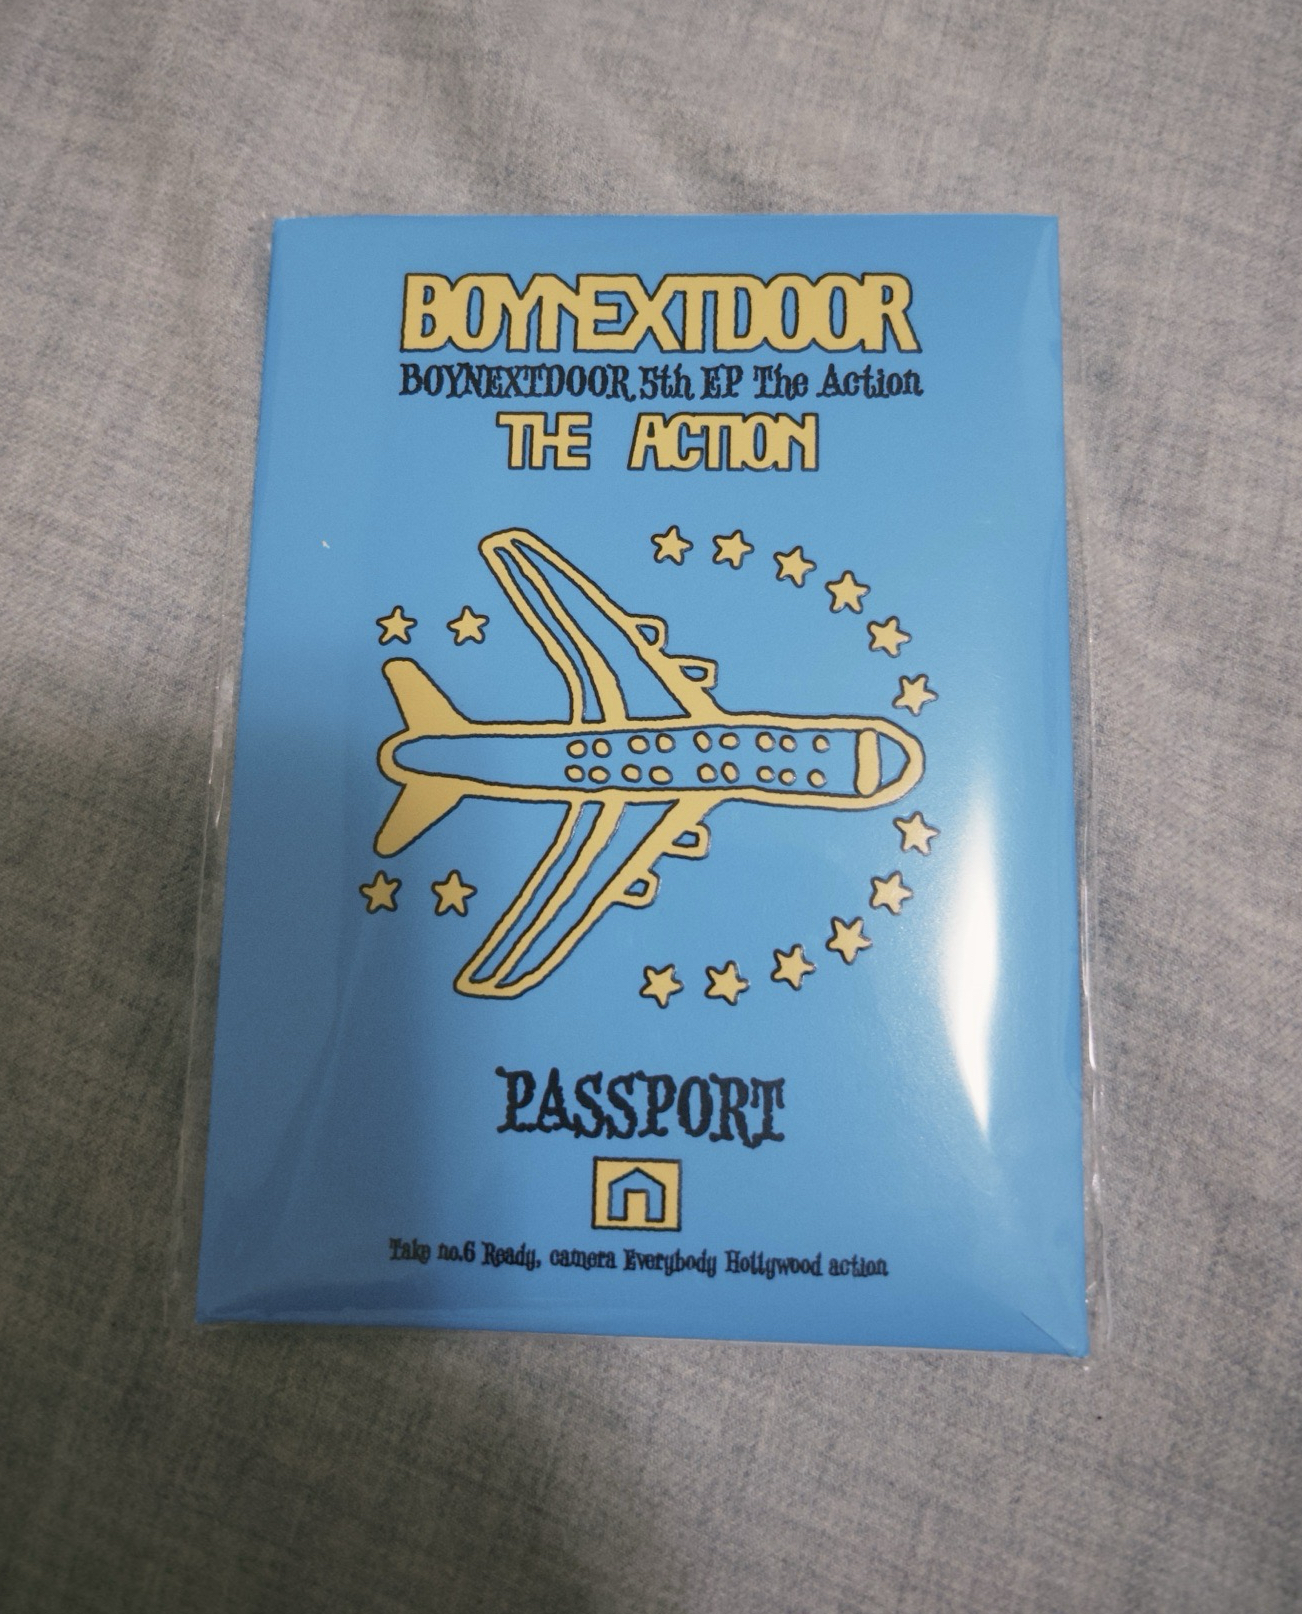 BOYNEXTDOOR
BOYNEXTDOOR 5th EP The Action
THE ACTION
PASSPORT
Take no.6 Ready, camera Everybody Hollywood action